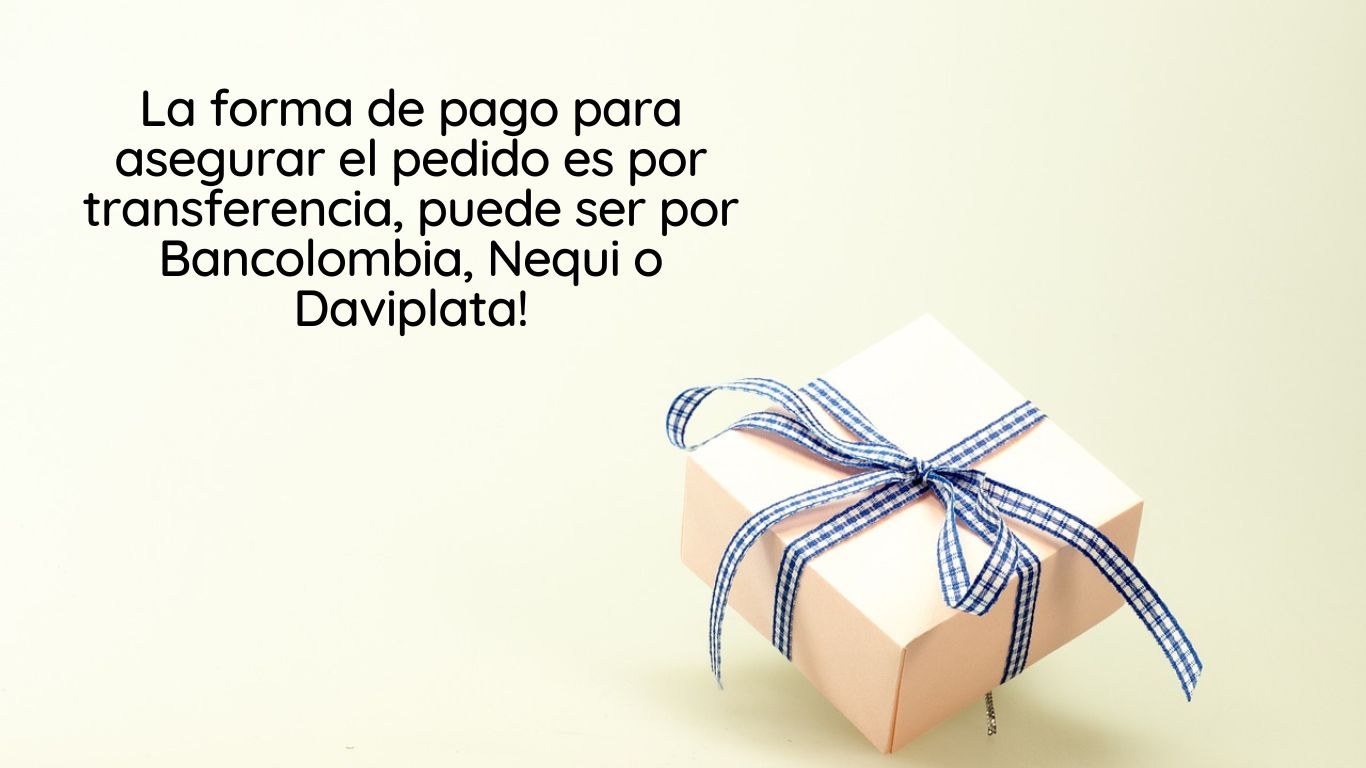 La forma de pago para
asegurar el pedido es por
transferencia, puede ser por
Bancolombia, Nequi o
Daviplata!